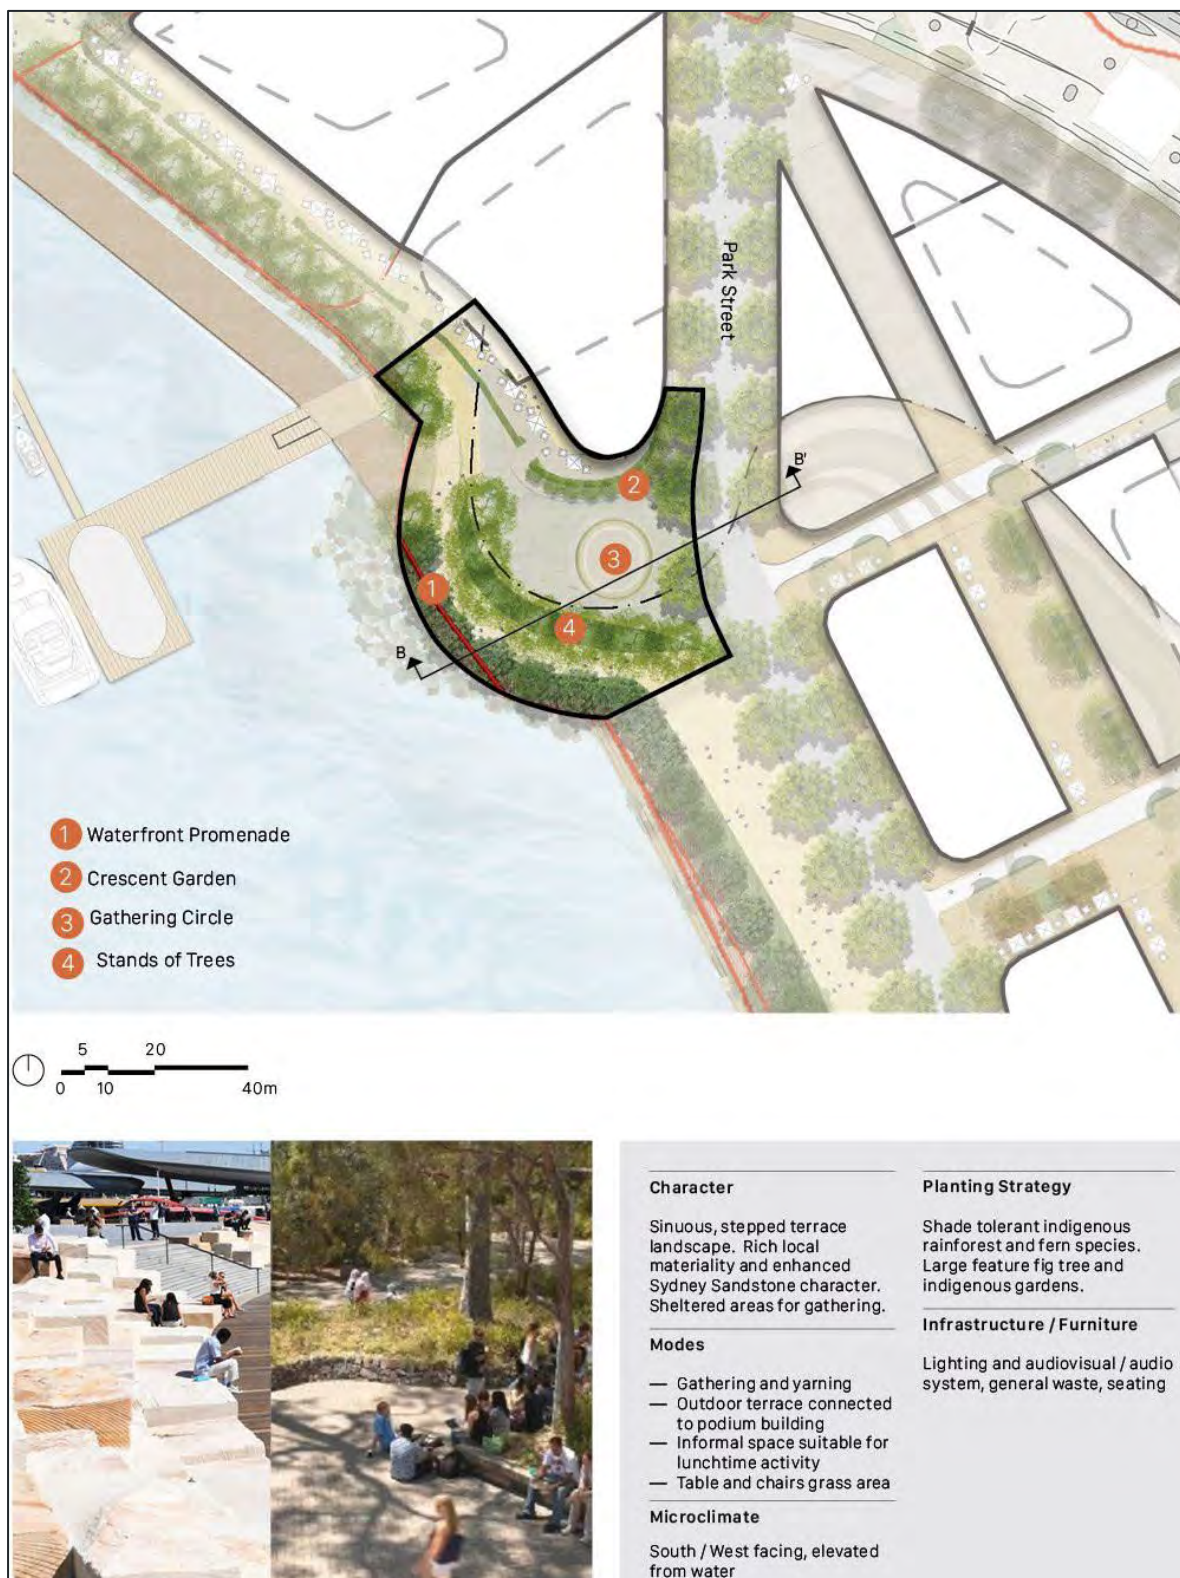 Park Street
B'
2
3
1
4
B
1 Waterfront Promenade
2 Crescent Garden
3 Gathering Circle
4 Stands of Trees
5 20
0 10 40m
Character
Sinuous, stepped terrace
landscape. Rich local
materiality and enhanced
Sydney Sandstone character.
Sheltered areas for gathering.
Modes
— Gathering and yarning
— Outdoor terrace connected
to podium building
— Informal space suitable for
lunchtime activity
— Table and chairs grass area
Microclimate
South / West facing, elevated
from water
Planting Strategy
Shade tolerant indigenous
rainforest and fern species.
Large feature fig tree and
indigenous gardens.
Infrastructure / Furniture
Lighting and audiovisual / audio
system, general waste, seating